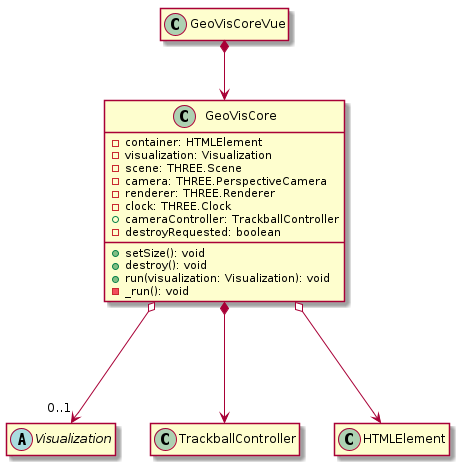 C GeoVisCoreVue
C GeoVisCore
container: HTMLElement
visualization: Visualization
scene: THREE.Scene
camera: THREE.PerspectiveCamera
renderer: THREE.Renderer
clock: THREE.Clock
cameraController: TrackballController
destroyRequested: boolean
setSize(): void
destroy(): void
run(visualization: Visualization): void
_run(): void
0..1
A Visualization
C TrackballController
C HTMLElement